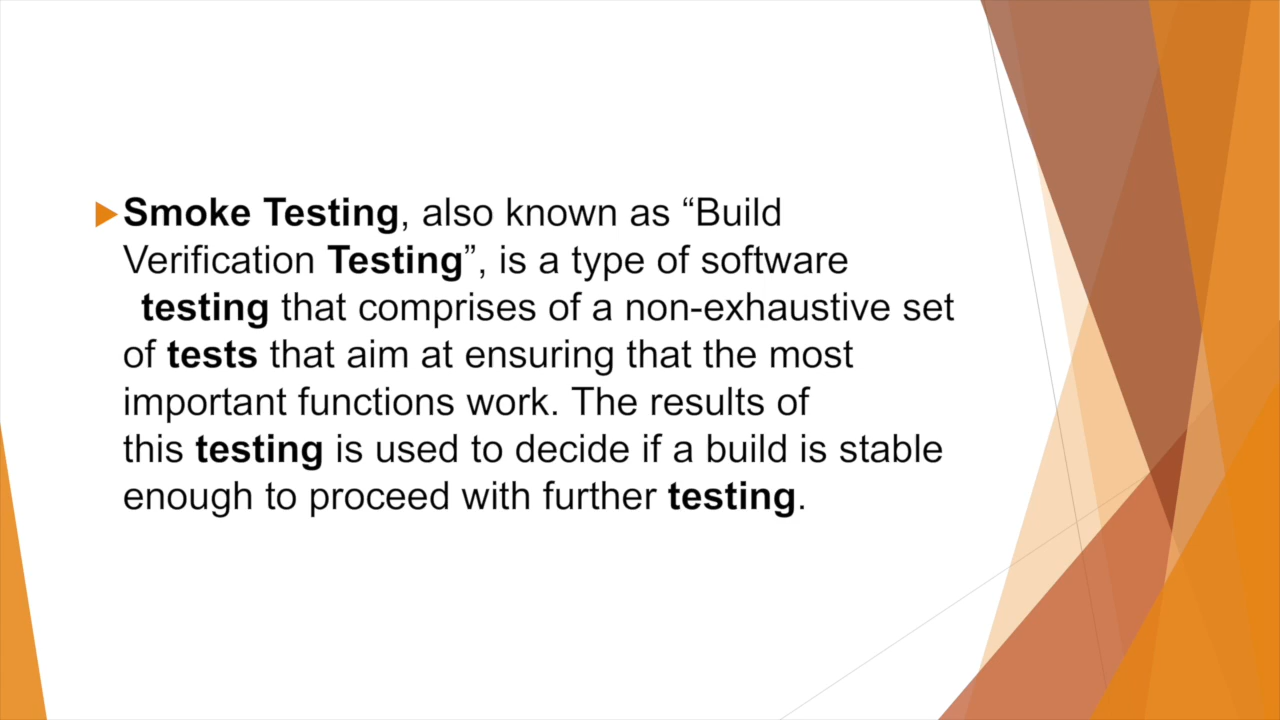 Smoke Testing, also known as “Build
Verification Testing”, is a type of software
testing that comprises of a non-exhaustive set
of tests that aim at ensuring that the most
important functions work. The results of
this testing is used to decide if a build is stable
enough to proceed with further testing.